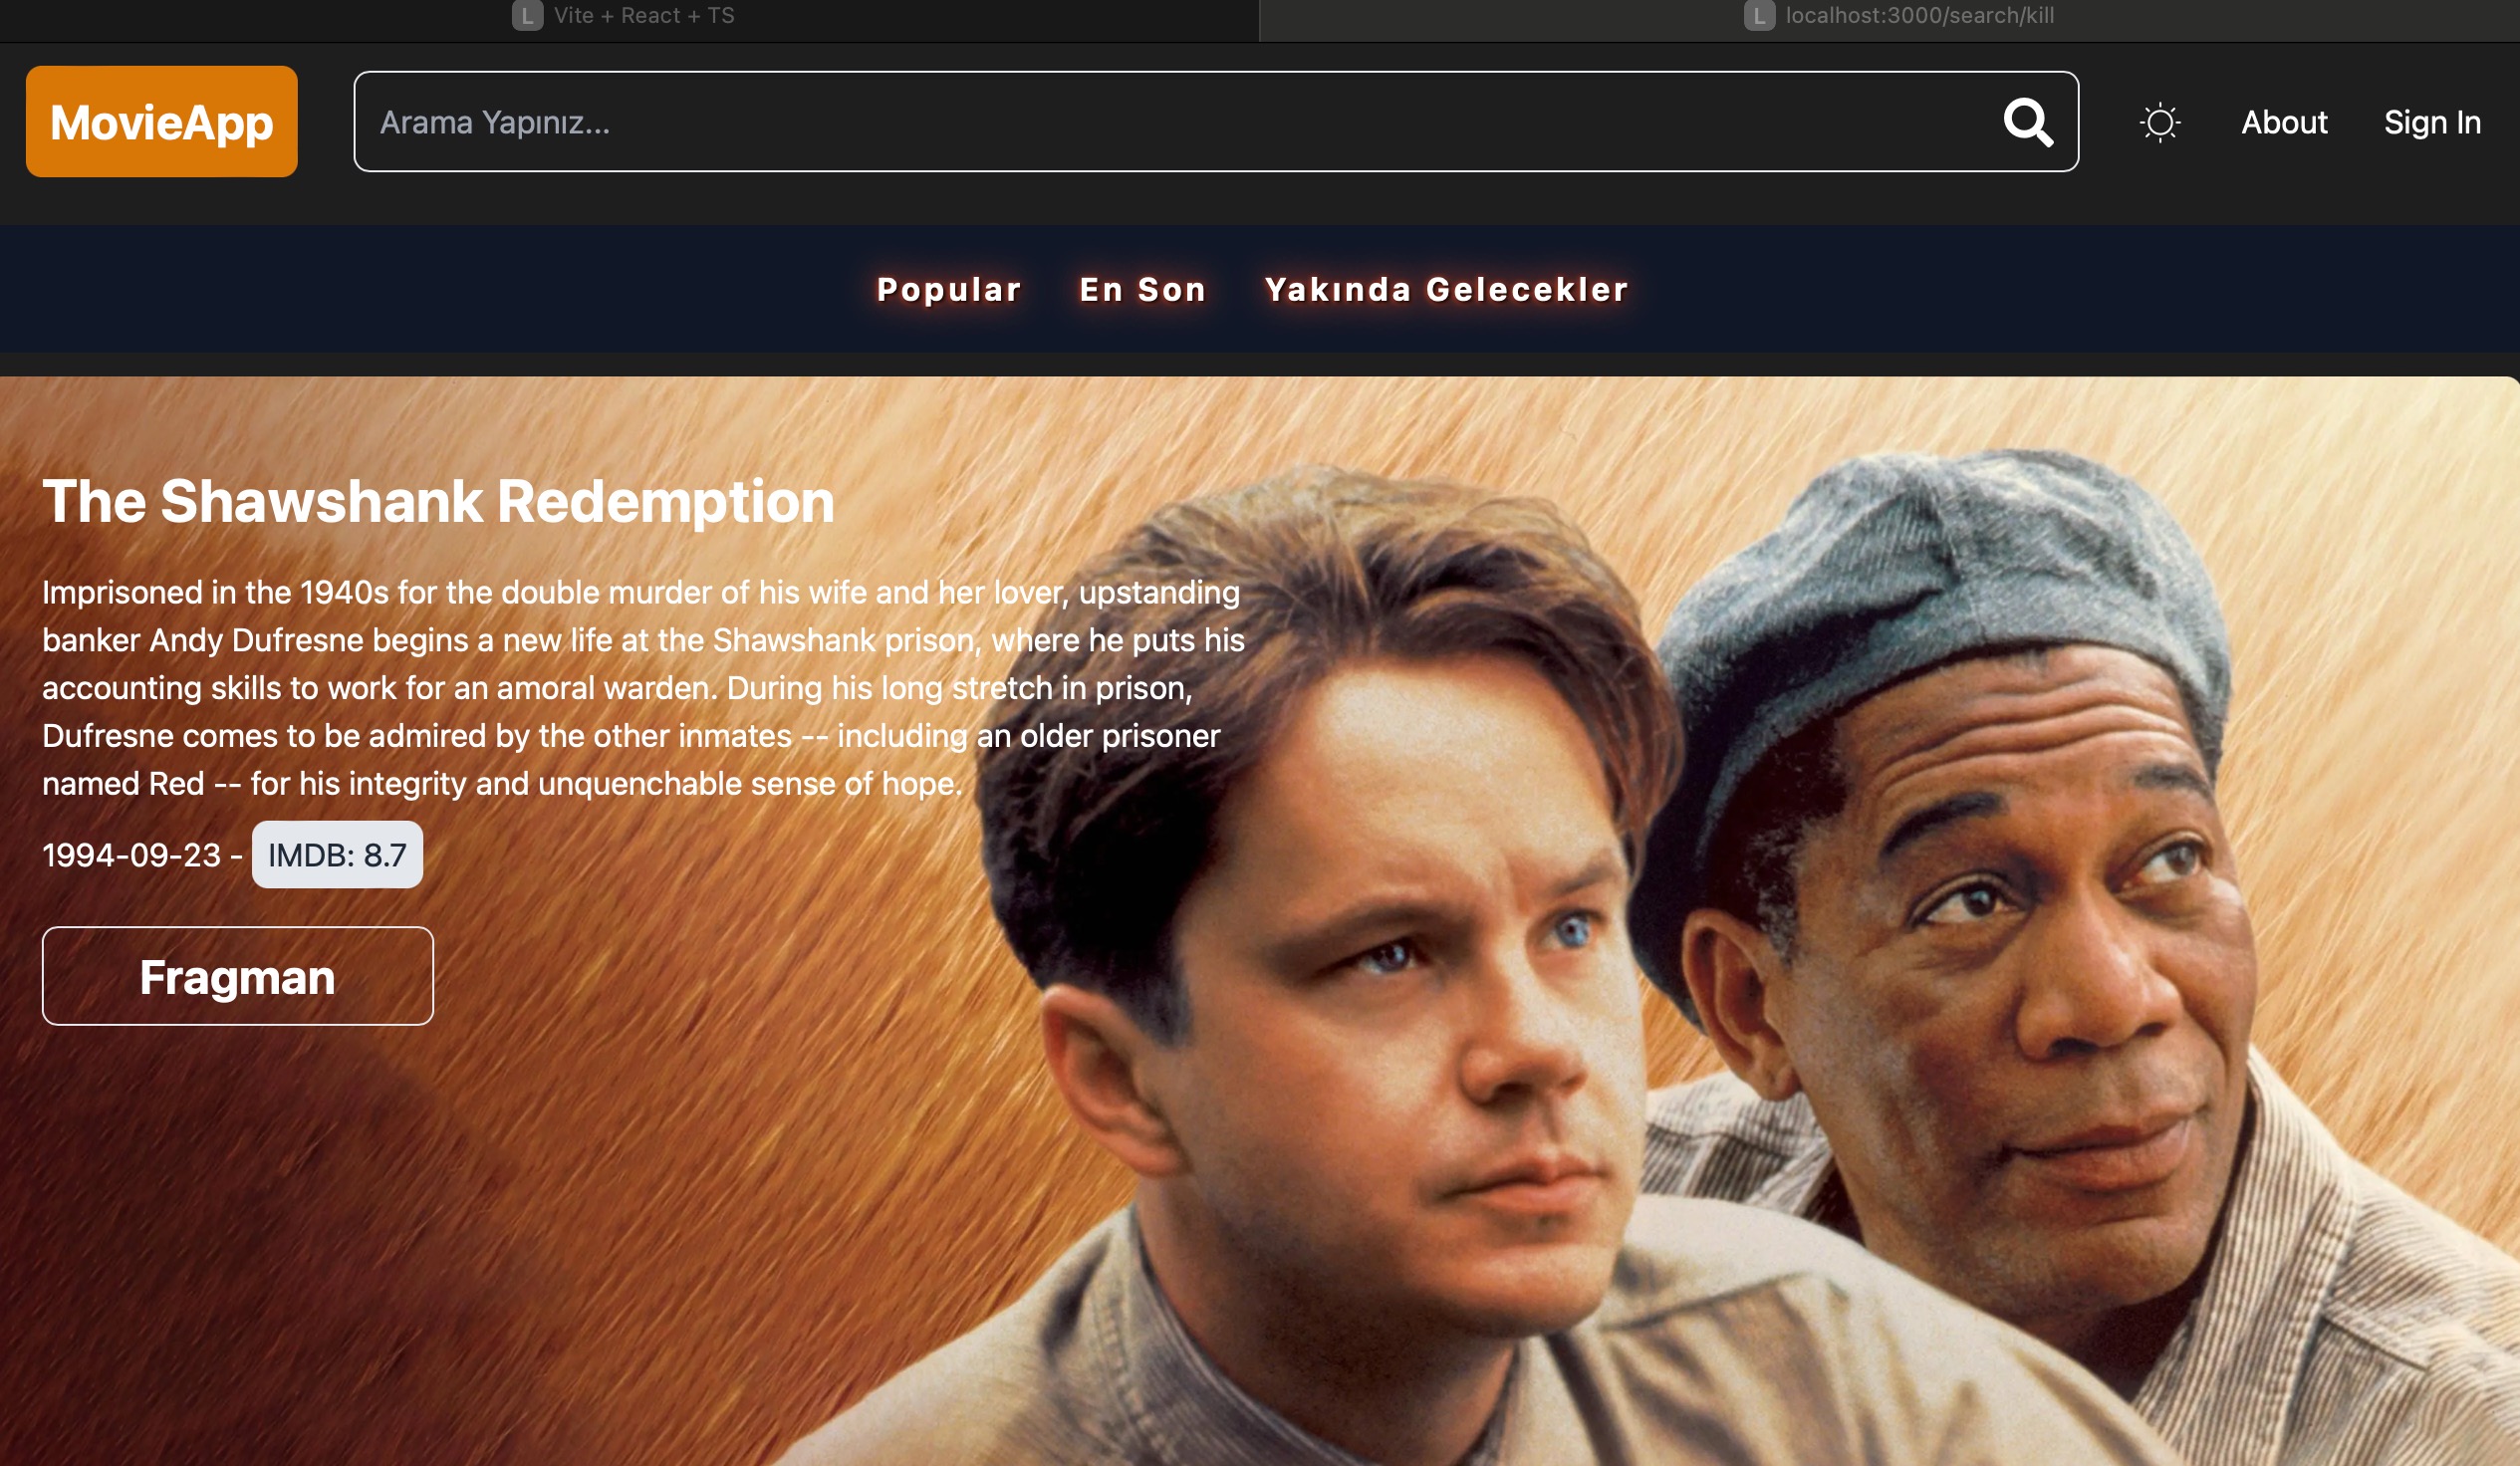 L Vite + React + TS
L localhost:3000/search/kill
MovieApp
Arama Yapınız...
About
Sign In
Popular
En Son
Yakında Gelecekler
The Shawshank Redemption
Imprisoned in the 1940s for the double murder of his wife and her lover, upstanding
banker Andy Dufresne begins a new life at the Shawshank prison, where he puts his
accounting skills to work for an amoral warden. During his long stretch in prison,
Dufresne comes to be admired by the other inmates -- including an older prisoner
named Red -- for his integrity and unquenchable sense of hope.
1994-09-23 - IMDB: 8.7
Fragman